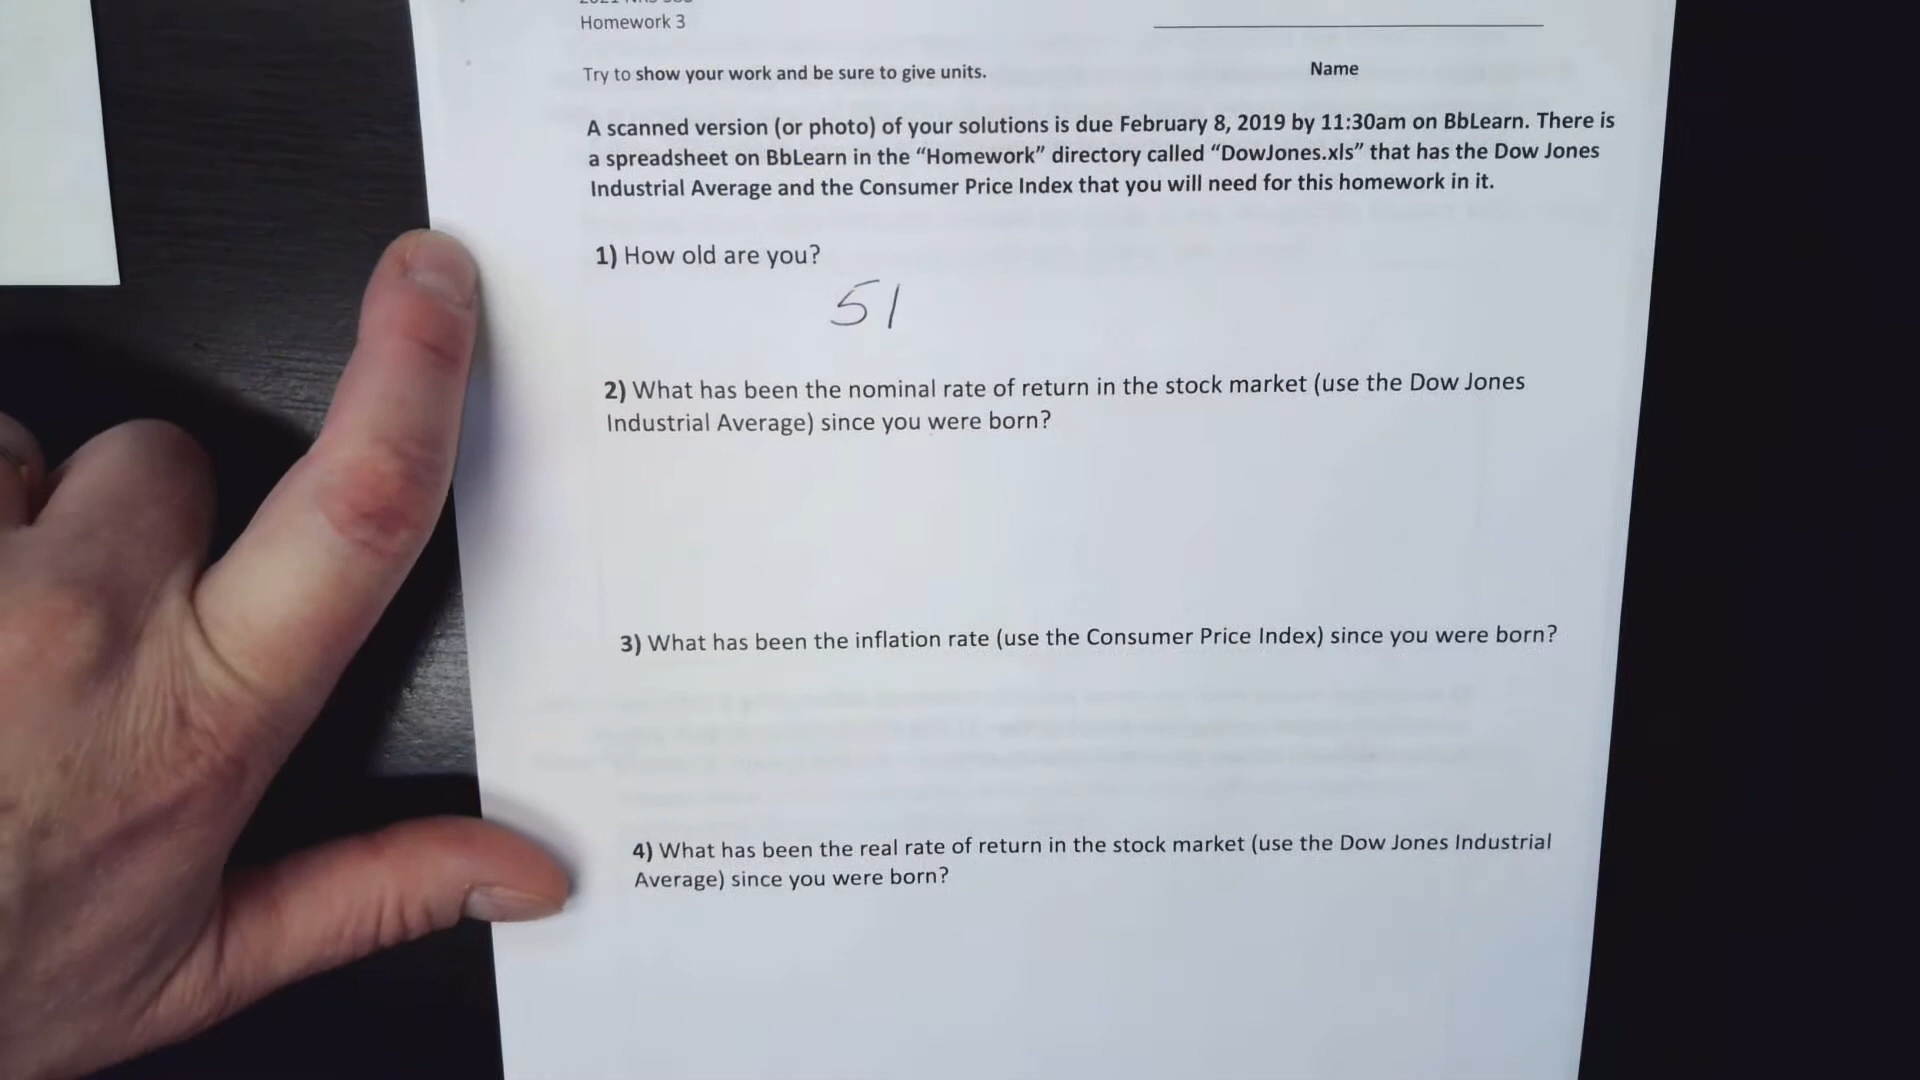 Homework 3
Try to show your work and be sure to give units.
Name
A scanned version (or photo) of your solutions is due February 8, 2019 by 11:30am on BbLearn. There is
a spreadsheet on BbLearn in the “Homework” directory called “DowJones.xls” that has the Dow Jones
Industrial Average and the Consumer Price Index that you will need for this homework in it.
1) How old are you?
51
2) What has been the nominal rate of return in the stock market (use the Dow Jones
Industrial Average) since you were born?
3) What has been the inflation rate (use the Consumer Price Index) since you were born?
4) What has been the real rate of return in the stock market (use the Dow Jones Industrial
Average) since you were born?